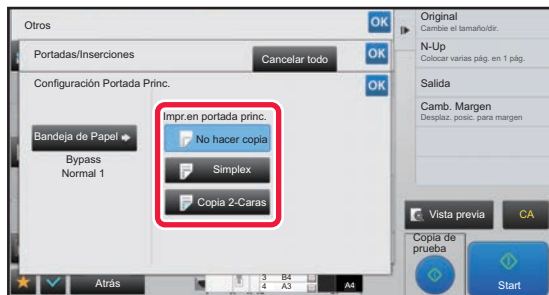 Otros
OK
Portadas/Inserciones
Cancelar todo
OK
Configuración Portada Princ.
OK
Impr.en portada princ.
Bandeja de Papel
Bypass
Normal 1
No hacer copia
Simplex
Copia 2-Caras
Atrás
3 B4
4 A3
A4
Original
Cambie el tamaño/dir.
N-Up
Colocar varias pág. en 1 pág.
Salida
Camb. Margen
Desplaz. posic. para margen
Vista previa
CA
Copia de
prueba
Start